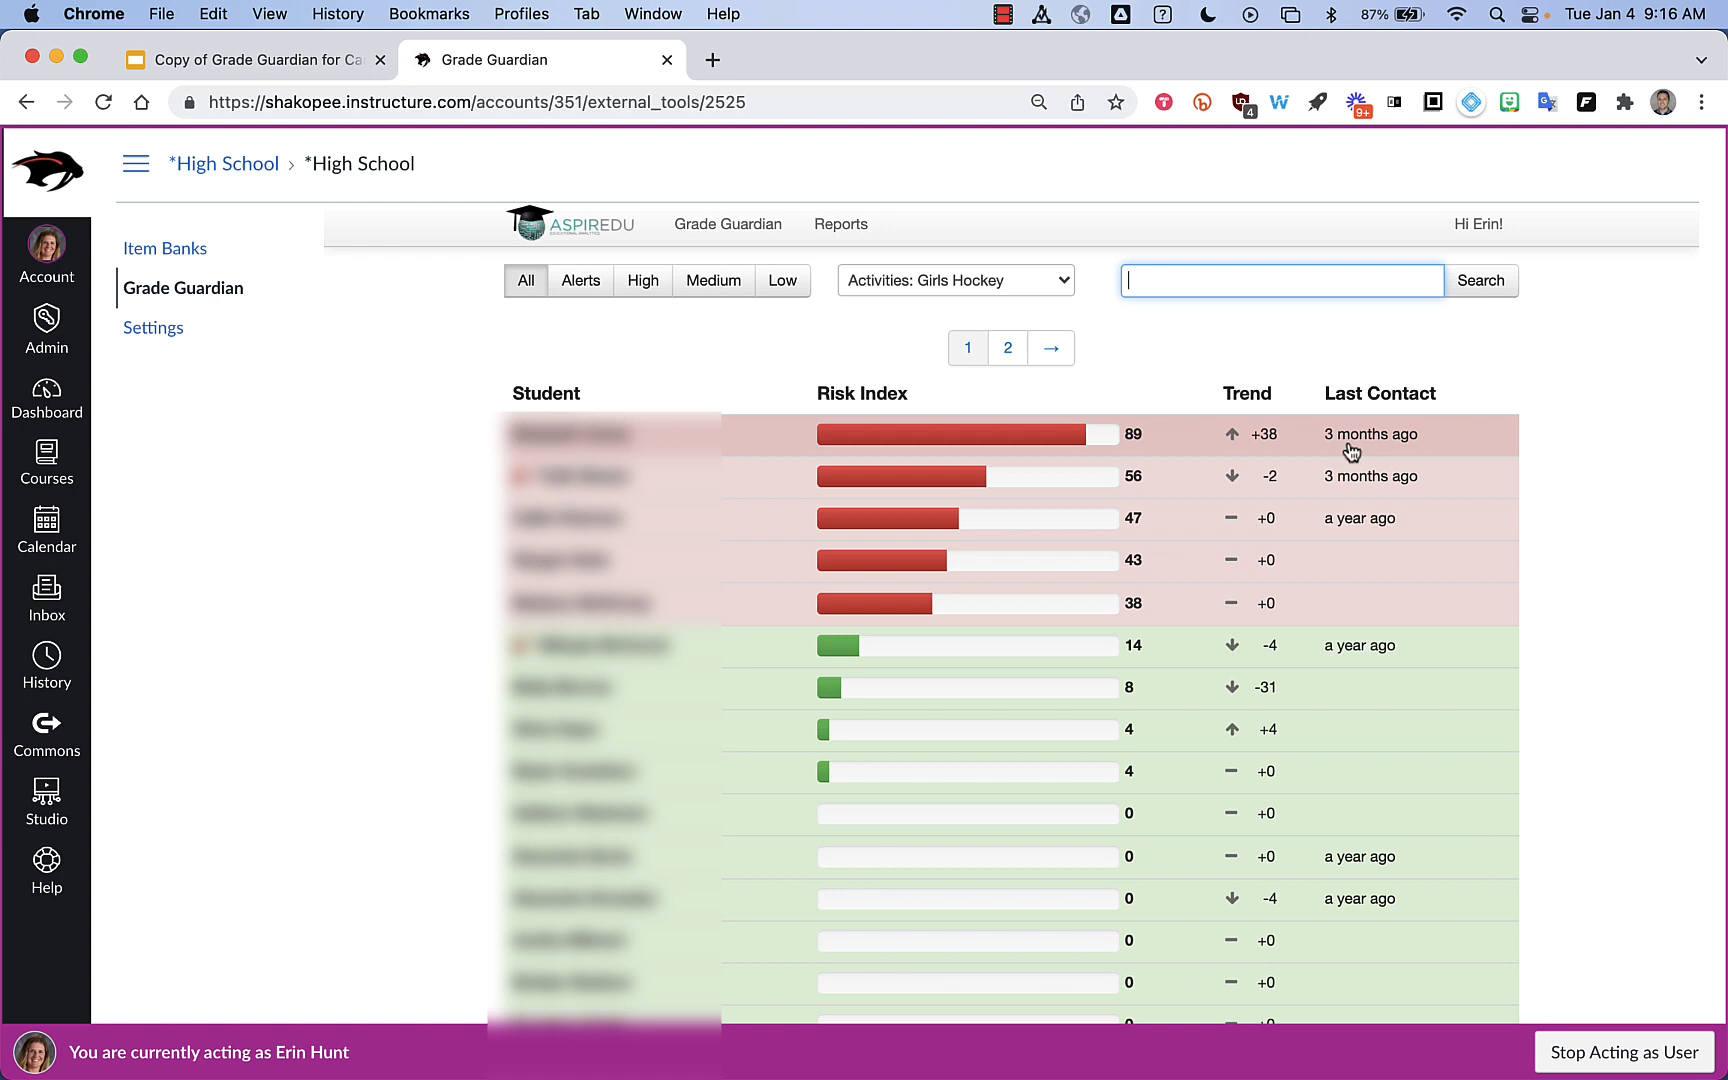 Chrome File Edit View History Bookmarks Profiles Tab Window Help 87% Tue Jan 4 9:16 AM
Copy of Grade Guardian for Ca
Grade Guardian
https://shakopee.instructure.com/accounts/351/external_tools/2525
4
9+
*High School › *High School
ASPIREDU Grade Guardian Reports Hi Erin!
Account
Admin
Dashboard
Courses
Calendar
Inbox
History
Commons
Studio
Help
Item Banks
Grade Guardian
Settings
All Alerts High Medium Low Activities: Girls Hockey Search
1 2 →
Student Risk Index Trend Last Contact
89 +38 3 months ago
56 -2 3 months ago
47 +0 a year ago
43 +0
38 +0
14 -4 a year ago
8 -31
4 +4
4 +0
0 +0
0 +0 a year ago
0 -4 a year ago
0 +0
0 +0
You are currently acting as Erin Hunt Stop Acting as User